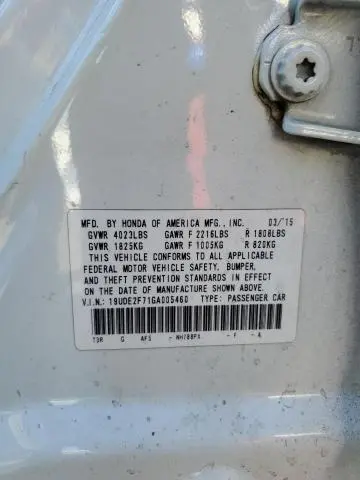 MFD. BY HONDA OF AMERICA MFG., INC. 03/15
GVWR 4023LBS GAWR F 2216LBS R 1808LBS
GVWR 1825KG GAWR F 1005KG R 820KG
THIS VEHICLE CONFORMS TO ALL APPLICABLE
FEDERAL MOTOR VEHICLE SAFETY, BUMPER,
AND THEFT PREVENTION STANDARDS IN EFFECT
ON THE DATE OF MANUFACTURE SHOWN ABOVE.
V.I.N.: 19UDE2F71GA005460 TYPE: PASSENGER CAR
G AFS - NH788PX - F - A